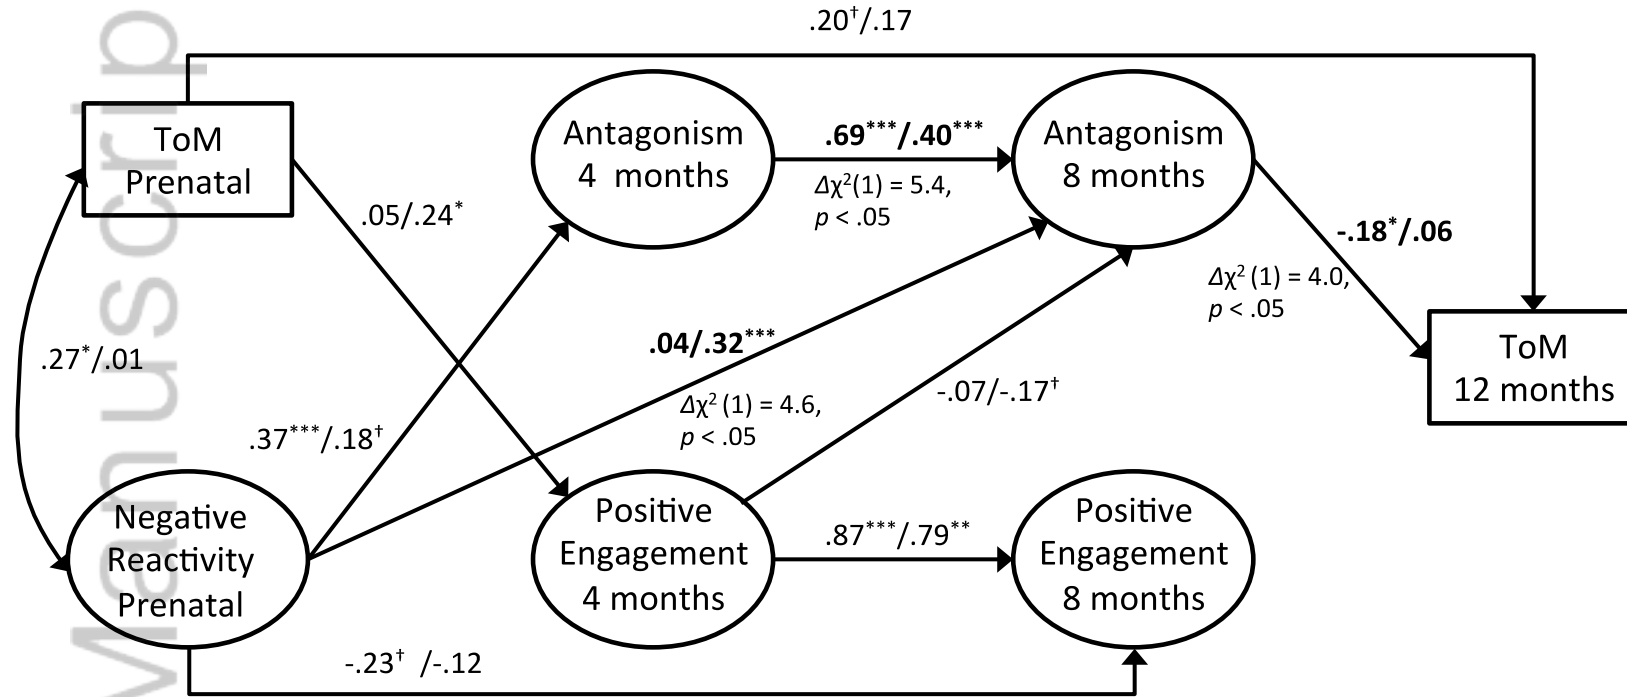 .20†/.17
ToM
Prenatal
Antagonism
4 months
.69***/.40***
Δχ²(1) = 5.4,
p < .05
Antagonism
8 months
.05/.24*
-.18*/.06
Δχ² (1) = 4.0,
p < .05
ToM
12 months
.27*/.01
.04/.32***
Δχ² (1) = 4.6,
p < .05
-.07/-.17†
.37***/.18†
Negative
Reactivity
Prenatal
Positive
Engagement
4 months
.87***/.79**
Positive
Engagement
8 months
-.23† /-.12
Manuscrip